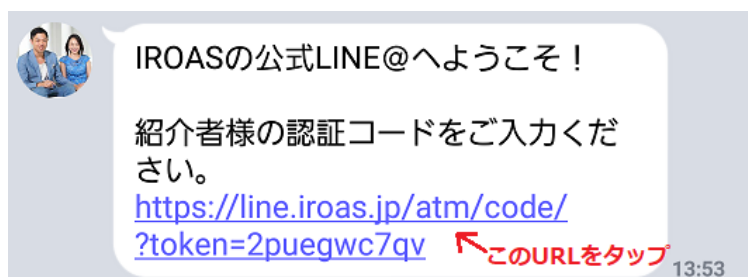 IROASの公式LINE@へようこそ！
紹介者様の認証コードをご入力くだ
さい。
https://line.iroas.jp/atm/code/
?token=2puegwc7qv
このURLをタップ
13:53